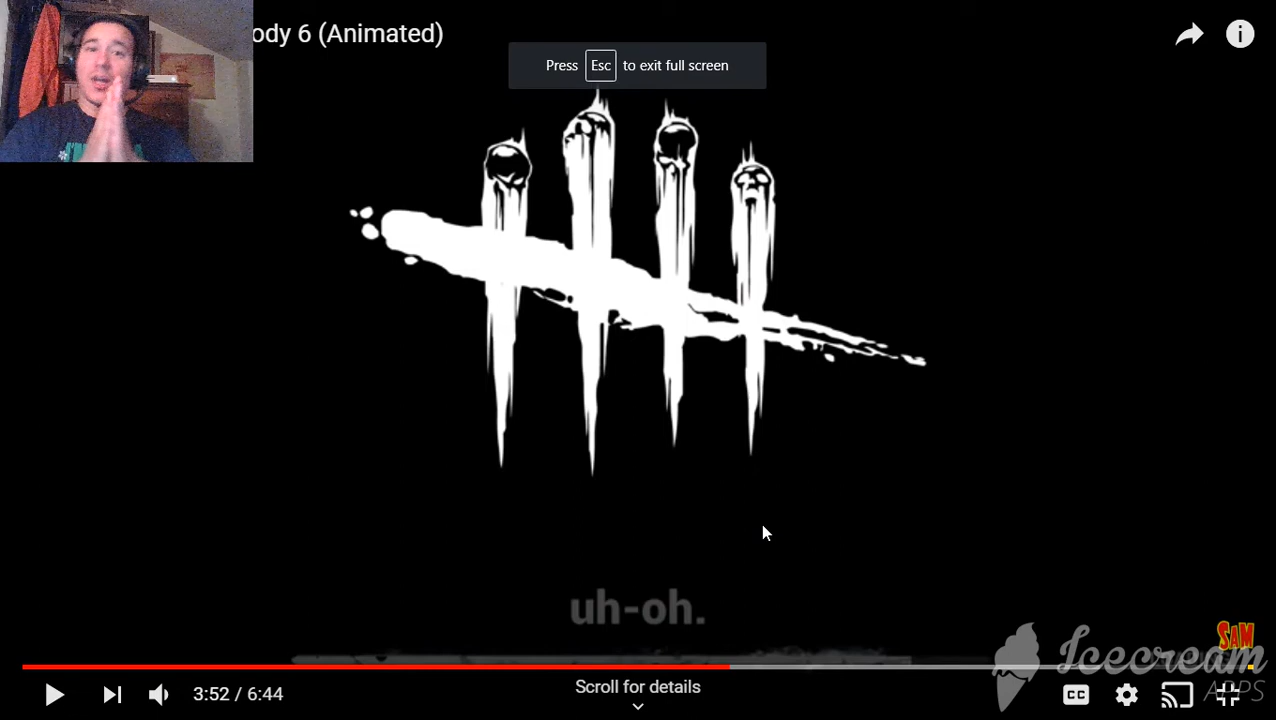 ody 6 (Animated)
Press Esc to exit full screen
uh-oh.
SAM
Icecream
APPS
3:52 / 6:44
Scroll for details
CC